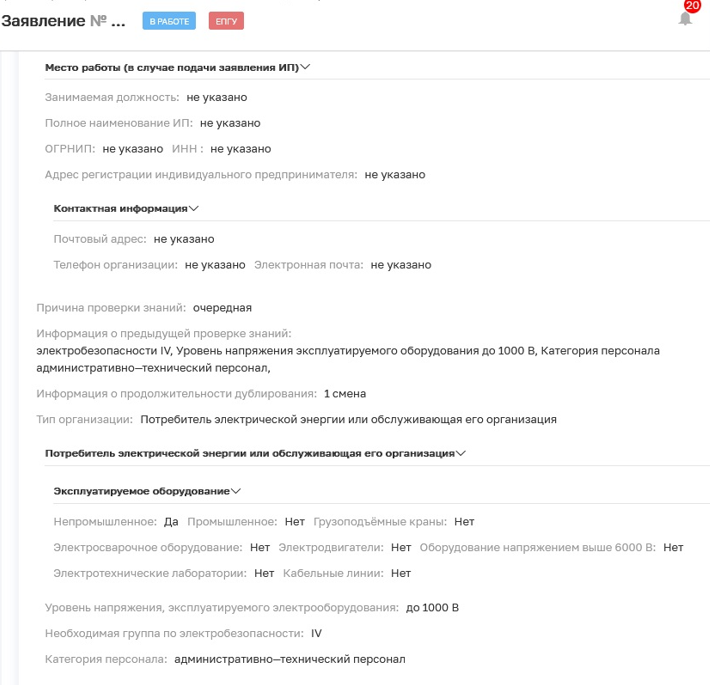 20
Заявление № ... В РАБОТЕ ЕПГУ
Место работы (в случае подачи заявления ИП)
Занимаемая должность: не указано
Полное наименование ИП: не указано
ОГРНИП: не указано ИНН : не указано
Адрес регистрации индивидуального предпринимателя: не указано
Контактная информация
Почтовый адрес: не указано
Телефон организации: не указано Электронная почта: не указано
Причина проверки знаний: очередная
Информация о предыдущей проверке знаний:
электробезопасности IV, Уровень напряжения эксплуатируемого оборудования до 1000 В, Категория персонала
административно—технический персонал,
Информация о продолжительности дублирования: 1 смена
Тип организации: Потребитель электрической энергии или обслуживающая его организация
Потребитель электрической энергии или обслуживающая его организация
Эксплуатируемое оборудование
Непромышленное: Да Промышленное: Нет Грузоподъёмные краны: Нет
Электросварочное оборудование: Нет Электродвигатели: Нет Оборудование напряжением выше 6000 В: Нет
Электротехнические лаборатории: Нет Кабельные линии: Нет
Уровень напряжения, эксплуатируемого электрооборудования: до 1000 В
Необходимая группа по электробезопасности: IV
Категория персонала: административно—технический персонал